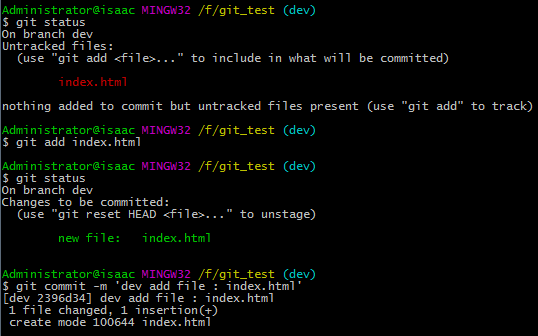 Administrator@isaac MINGW32 /f/git_test (dev)
$ git status
On branch dev
Untracked files:
  (use "git add <file>..." to include in what will be committed)

        index.html

nothing added to commit but untracked files present (use "git add" to track)

Administrator@isaac MINGW32 /f/git_test (dev)
$ git add index.html

Administrator@isaac MINGW32 /f/git_test (dev)
$ git status
On branch dev
Changes to be committed:
  (use "git reset HEAD <file>..." to unstage)

        new file:   index.html

Administrator@isaac MINGW32 /f/git_test (dev)
$ git commit -m 'dev add file : index.html'
[dev 2396d34] dev add file : index.html
 1 file changed, 1 insertion(+)
 create mode 100644 index.html